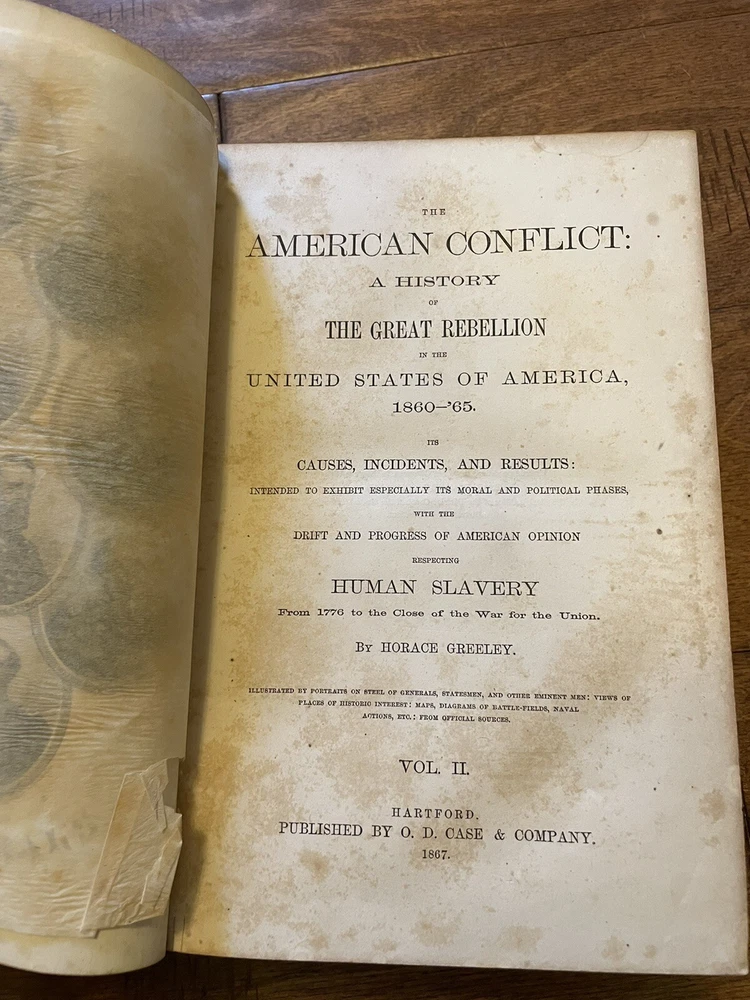 THE
AMERICAN CONFLICT:
A HISTORY
OF
THE GREAT REBELLION
IN THE
UNITED STATES OF AMERICA,
1860–'65.
ITS
CAUSES, INCIDENTS, AND RESULTS:
INTENDED TO EXHIBIT ESPECIALLY ITS MORAL AND POLITICAL PHASES,
WITH THE
DRIFT AND PROGRESS OF AMERICAN OPINION
RESPECTING
HUMAN SLAVERY
From 1776 to the Close of the War for the Union.
BY HORACE GREELEY.
ILLUSTRATED BY PORTRAITS ON STEEL OF GENERALS, STATESMEN, AND OTHER EMINENT MEN: VIEWS OF
PLACES OF HISTORIC INTEREST: MAPS, DIAGRAMS OF BATTLE-FIELDS, NAVAL
ACTIONS, ETC.: FROM OFFICIAL SOURCES.
VOL. II.
HARTFORD.
PUBLISHED BY O. D. CASE & COMPANY.
1867.